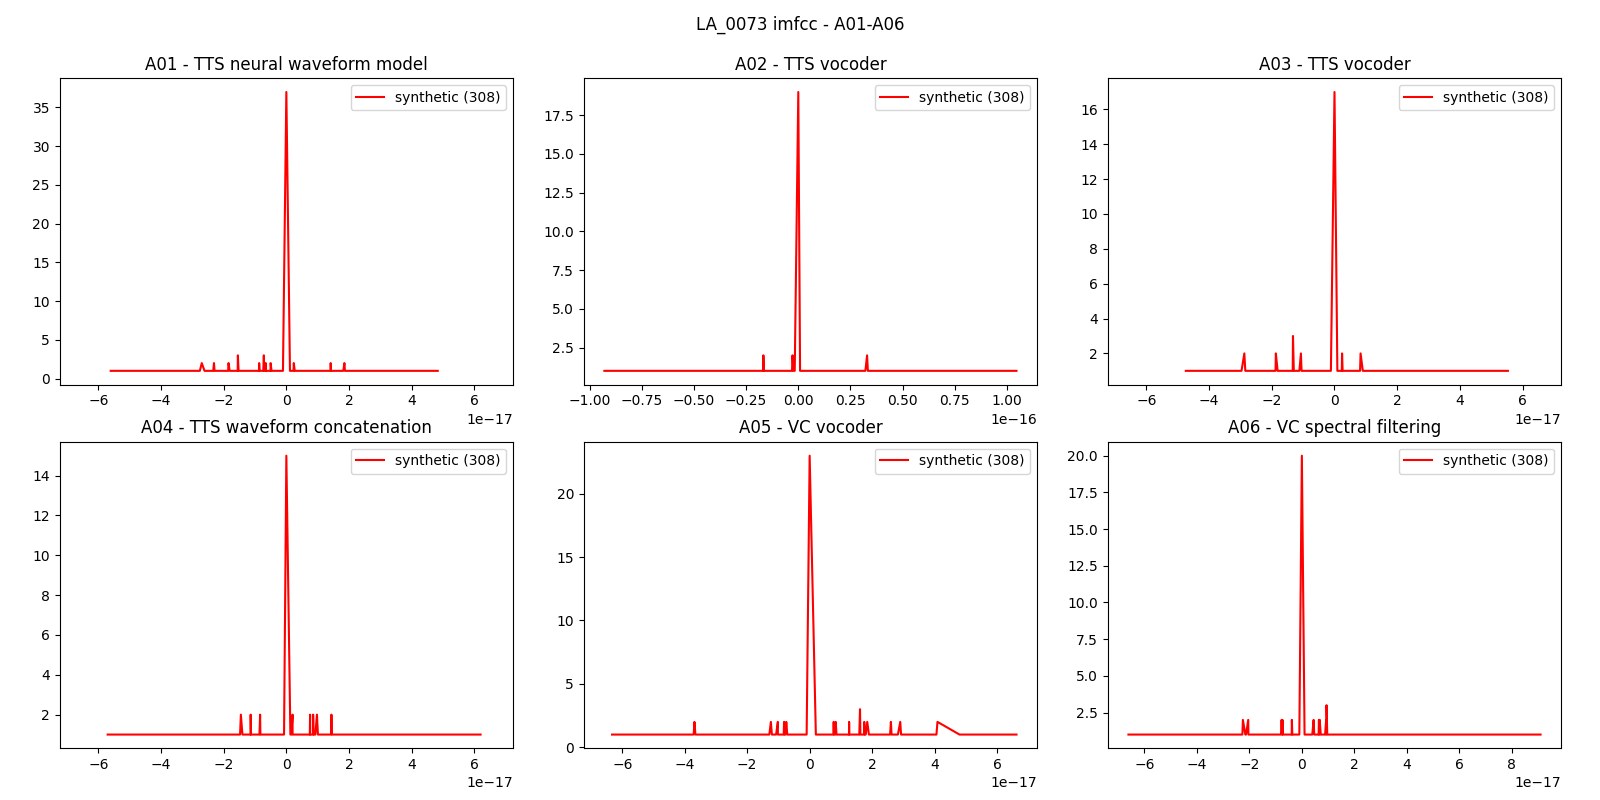 LA_0073 imfcc - A01-A06
A01 - TTS neural waveform model
synthetic (308)
35
30
25
20
15
10
5
0
−6 −4 −2 0 2 4 6
1e−17
A02 - TTS vocoder
synthetic (308)
17.5
15.0
12.5
10.0
7.5
5.0
2.5
−1.00 −0.75 −0.50 −0.25 0.00 0.25 0.50 0.75 1.00
1e−16
A03 - TTS vocoder
synthetic (308)
16
14
12
10
8
6
4
2
−6 −4 −2 0 2 4 6
1e−17
A04 - TTS waveform concatenation
synthetic (308)
14
12
10
8
6
4
2
−6 −4 −2 0 2 4 6
1e−17
A05 - VC vocoder
synthetic (308)
20
15
10
5
0
−6 −4 −2 0 2 4 6
1e−17
A06 - VC spectral filtering
synthetic (308)
20.0
17.5
15.0
12.5
10.0
7.5
5.0
2.5
−6 −4 −2 0 2 4 6 8
1e−17